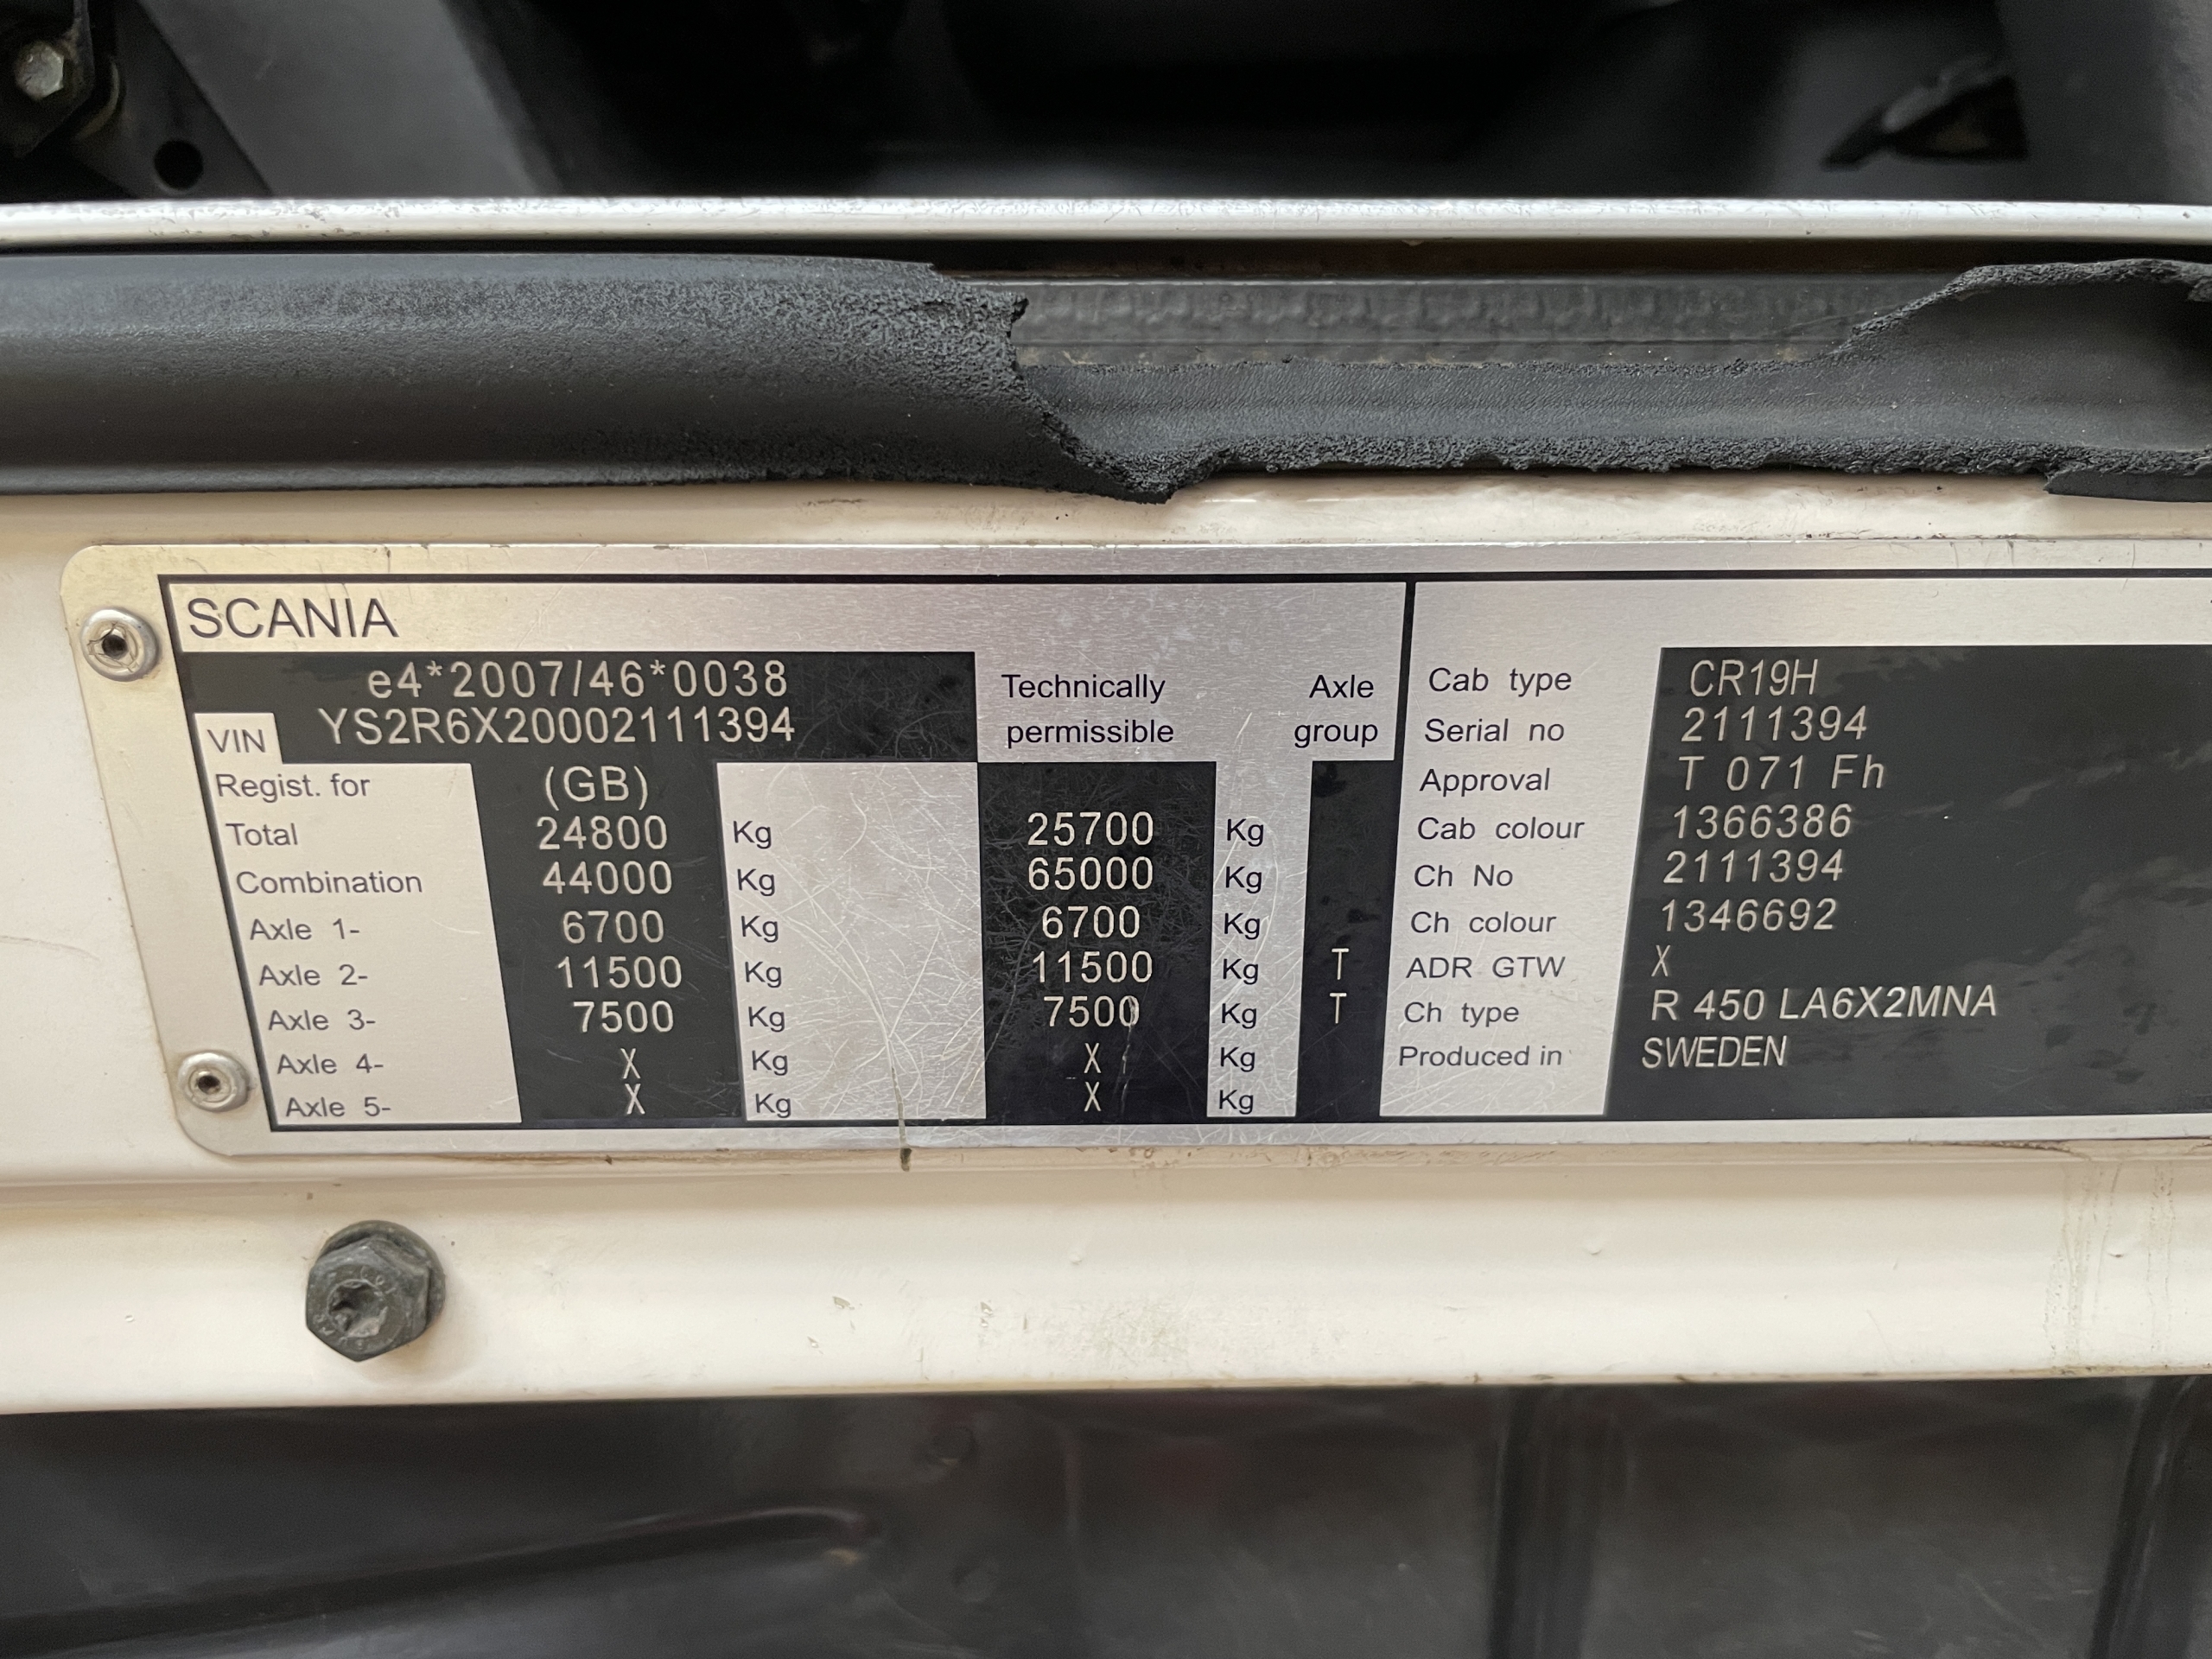 SCANIA
e4*2007/46*0038
VIN YS2R6X20002111394
Technically permissible
Axle group
Regist. for (GB)
Total 24800 Kg 25700 Kg
Combination 44000 Kg 65000 Kg
Axle 1- 6700 Kg 6700 Kg
Axle 2- 11500 Kg 11500 Kg T
Axle 3- 7500 Kg 7500 Kg T
Axle 4- X Kg X Kg
Axle 5- X Kg X Kg
Cab type CR19H
Serial no 2111394
Approval T 071 Fh
Cab colour 1366386
Ch No 2111394
Ch colour 1346692
ADR GTW X
Ch type R 450 LA6X2MNA
Produced in SWEDEN